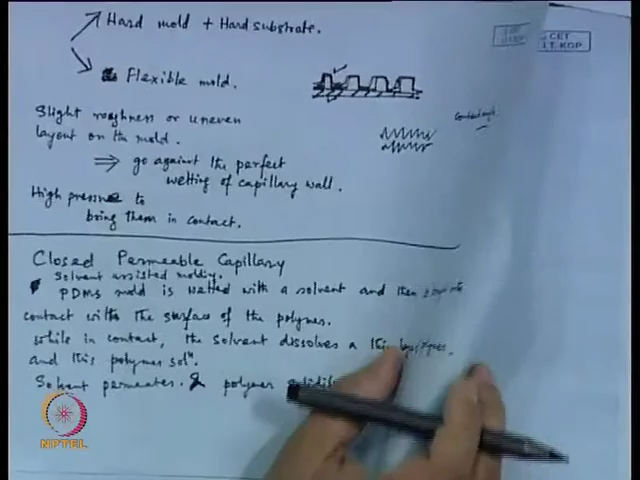 Hard mold + Hard substrate.
Flexible mold.
Slight roughness or uneven
layout on the mold.
⇒ go against the perfect
wetting of capillary wall.
High pressure to
bring them in contact.
Closed Permeable Capillary
Solvent assisted molding.
PDMS mold is wetted with a solvent and then
contact with the surface of the polymer.
while in contact, the solvent dissolves a thin
and this polymer solⁿ.
Solvent permeates. & polymer
CET
I.T. KGP
NPTEL